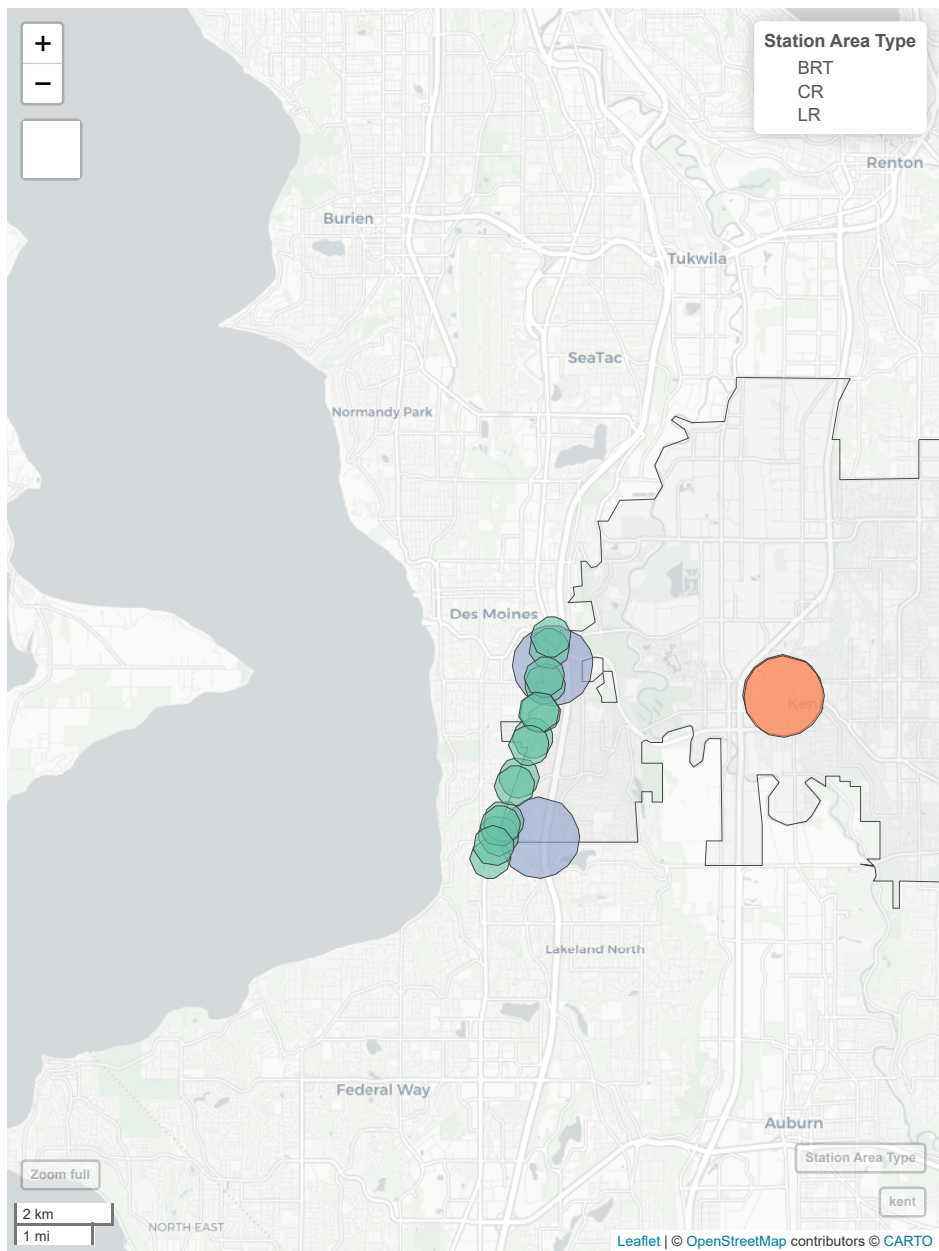 +
−
Station Area Type
BRT
CR
LR
Renton
Burien
Tukwila
SeaTac
Normandy Park
Des Moines
Kent
Lakeland North
Federal Way
Auburn
Station Area Type
Zoom full
kent
2 km
1 mi
NORTH EAST
Leaflet | © OpenStreetMap contributors © CARTO